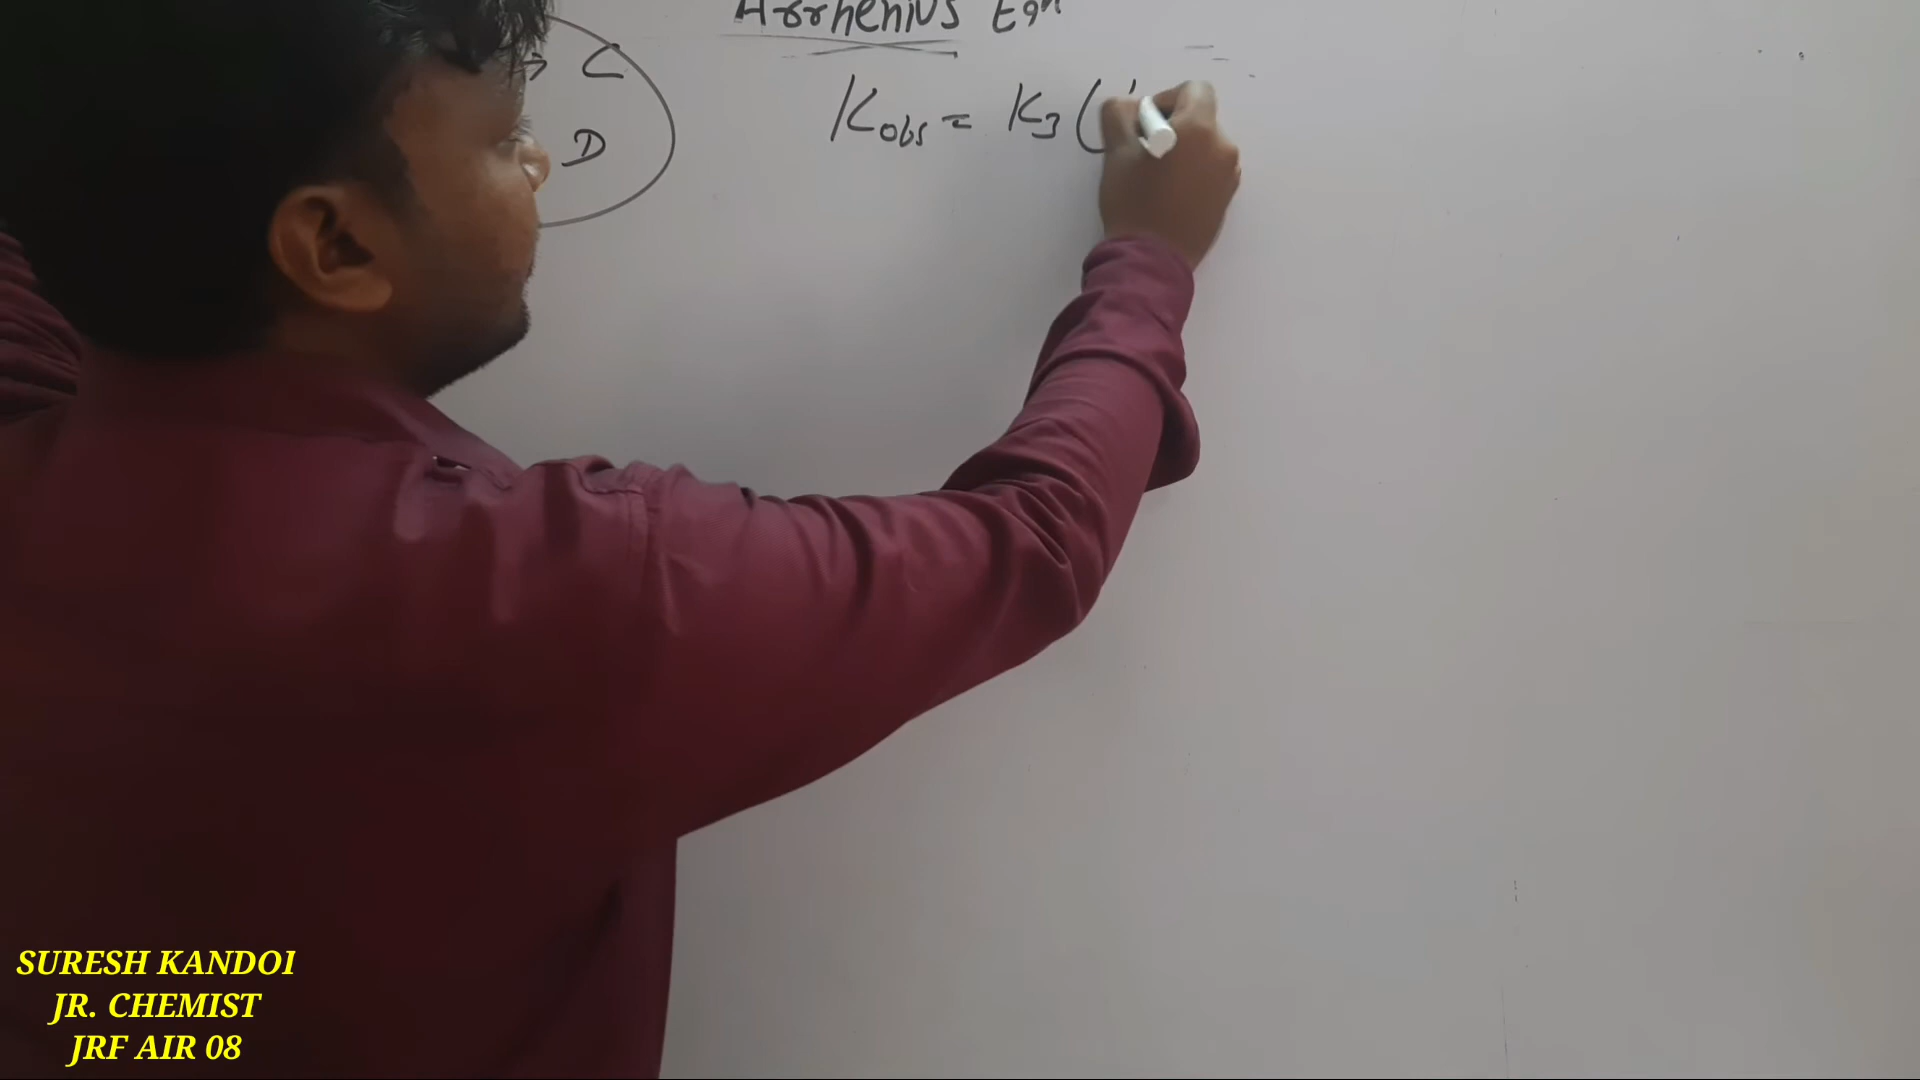 Arrhenius Eqn
→ C
D
Kobs = K3 (
SURESH KANDOI
JR. CHEMIST
JRF AIR 08